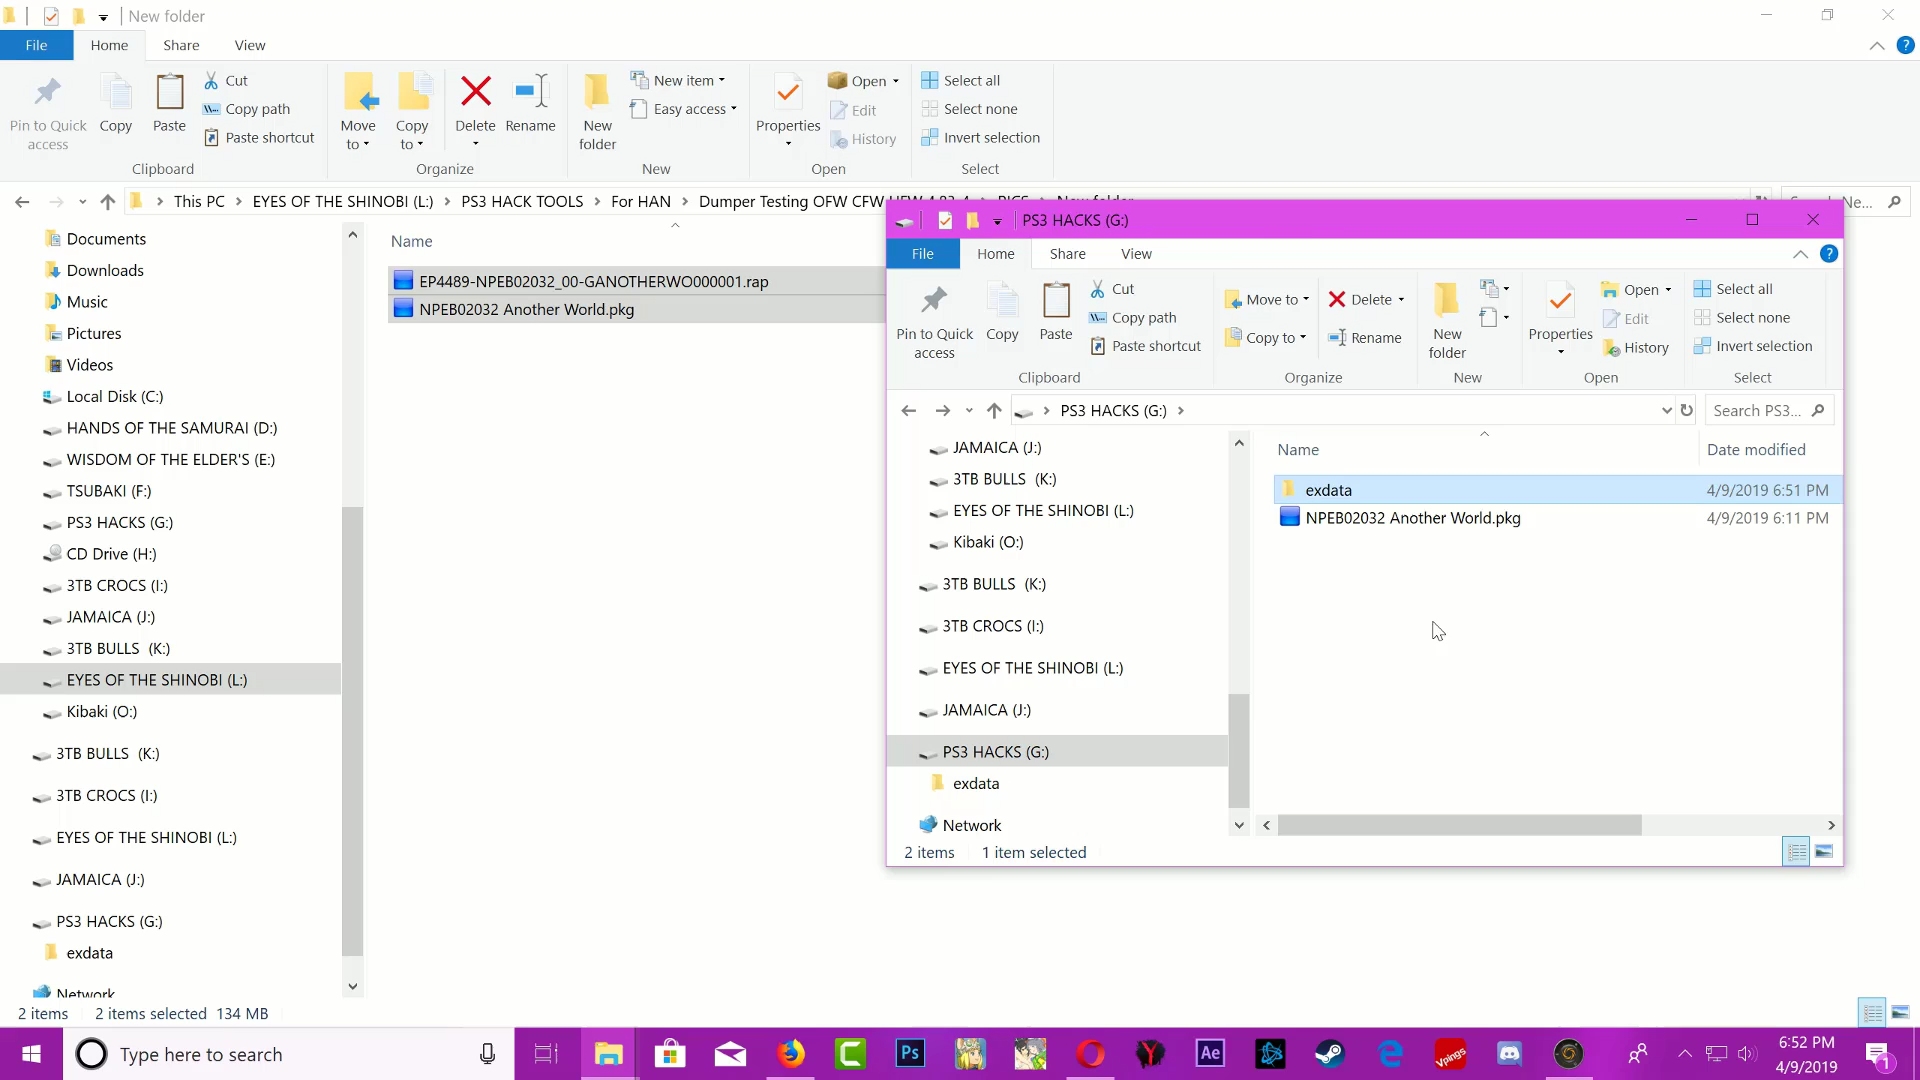 New folder
File
Home
Share
View
Pin to Quick access
Copy
Paste
Cut
Copy path
Paste shortcut
Clipboard
Move to
Copy to
Delete
Rename
Organize
New folder
New item
Easy access
New
Properties
Open
Edit
History
Open
Select all
Select none
Invert selection
Select
This PC
EYES OF THE SHINOBI (L:)
PS3 HACK TOOLS
For HAN
Dumper Testing OFW CFW
Documents
Downloads
Music
Pictures
Videos
Local Disk (C:)
HANDS OF THE SAMURAI (D:)
WISDOM OF THE ELDER'S (E:)
TSUBAKI (F:)
PS3 HACKS (G:)
CD Drive (H:)
3TB CROCS (I:)
JAMAICA (J:)
3TB BULLS (K:)
EYES OF THE SHINOBI (L:)
Kibaki (O:)
3TB BULLS (K:)
3TB CROCS (I:)
EYES OF THE SHINOBI (L:)
JAMAICA (J:)
PS3 HACKS (G:)
exdata
Network
Name
EP4489-NPEB02032_00-GANOTHERWO000001.rap
NPEB02032 Another World.pkg
2 items
2 items selected 134 MB
PS3 HACKS (G:)
File
Home
Share
View
Pin to Quick access
Copy
Paste
Cut
Copy path
Paste shortcut
Clipboard
Move to
Copy to
Delete
Rename
Organize
New folder
New
Properties
Open
Edit
History
Open
Select all
Select none
Invert selection
Select
PS3 HACKS (G:)
Search PS3...
JAMAICA (J:)
3TB BULLS (K:)
EYES OF THE SHINOBI (L:)
Kibaki (O:)
3TB BULLS (K:)
3TB CROCS (I:)
EYES OF THE SHINOBI (L:)
JAMAICA (J:)
PS3 HACKS (G:)
exdata
Network
Name
Date modified
exdata
4/9/2019 6:51 PM
NPEB02032 Another World.pkg
4/9/2019 6:11 PM
2 items
1 item selected
Type here to search
Ps
Ae
Vpings
6:52 PM
4/9/2019
1